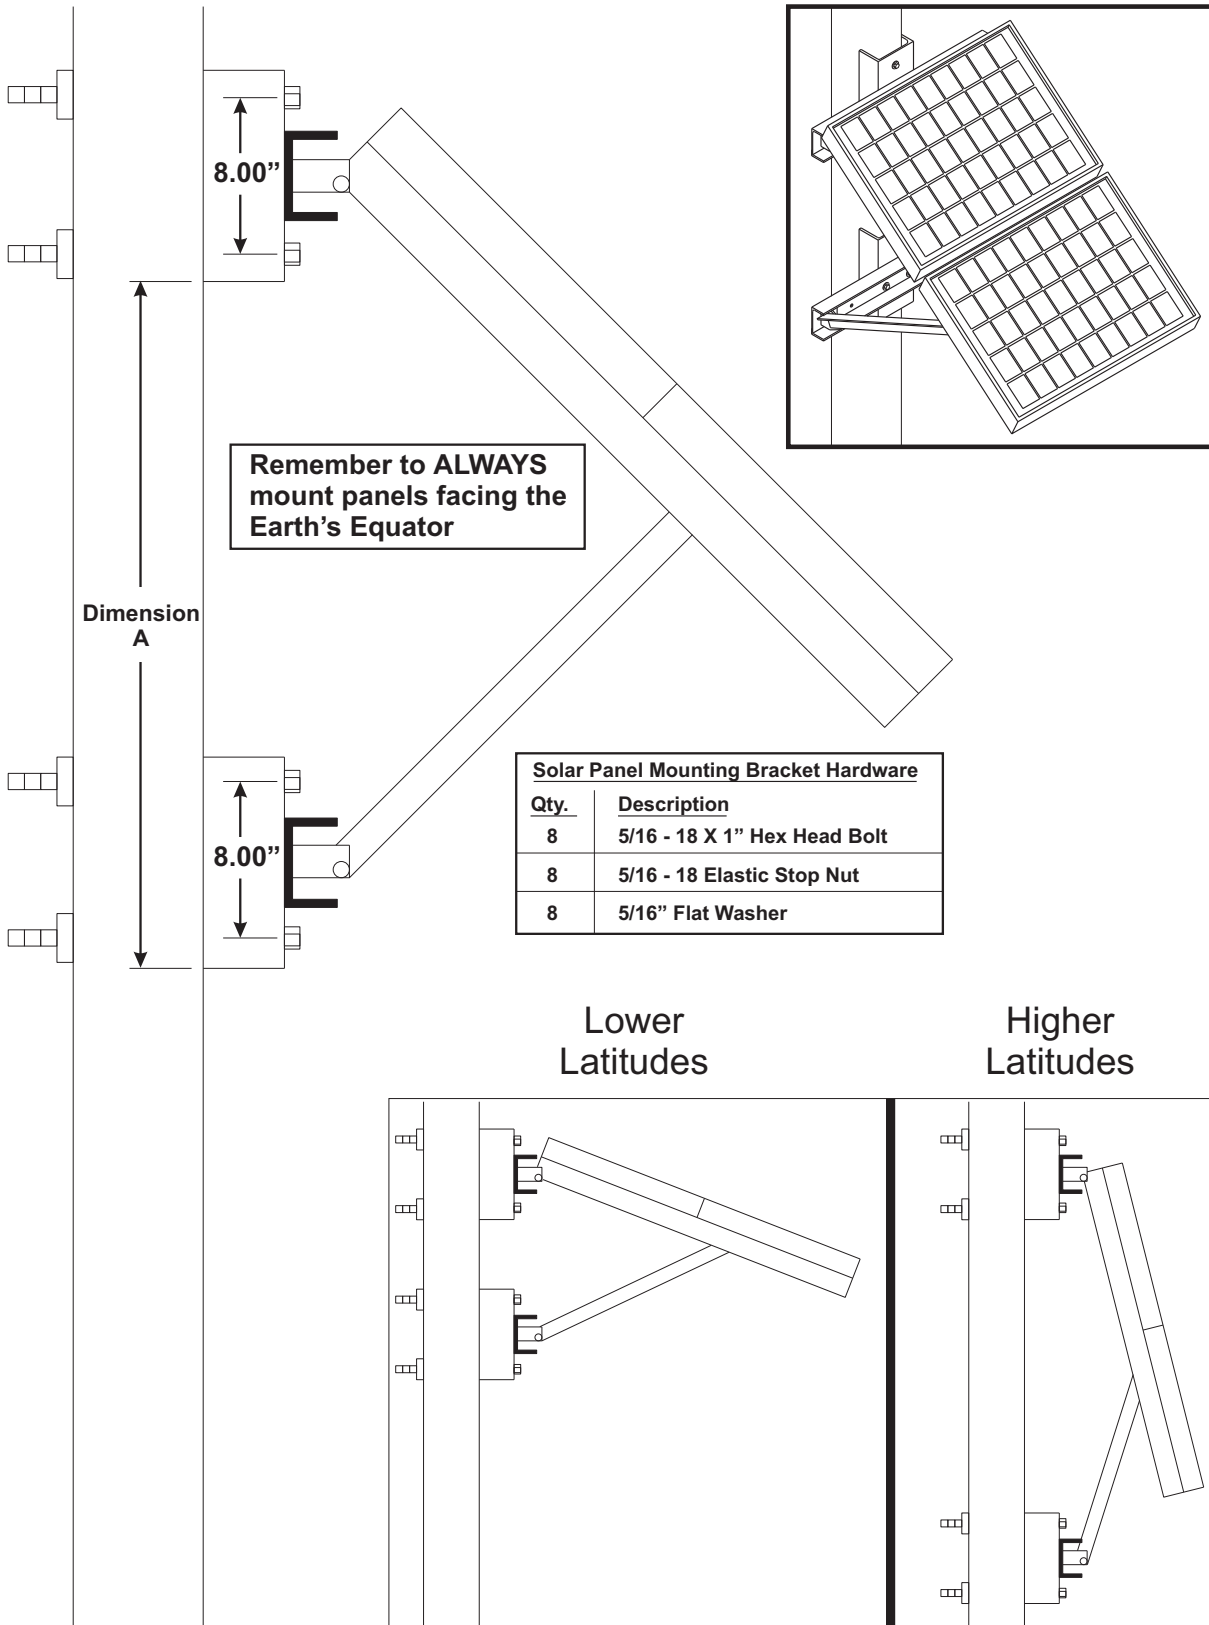 8.00”
Remember to ALWAYS
mount panels facing the
Earth’s Equator
Dimension
A
8.00”
Solar Panel Mounting Bracket Hardware
Qty. Description
8 5/16 - 18 X 1” Hex Head Bolt
8 5/16 - 18 Elastic Stop Nut
8 5/16” Flat Washer
Lower
Latitudes
Higher
Latitudes